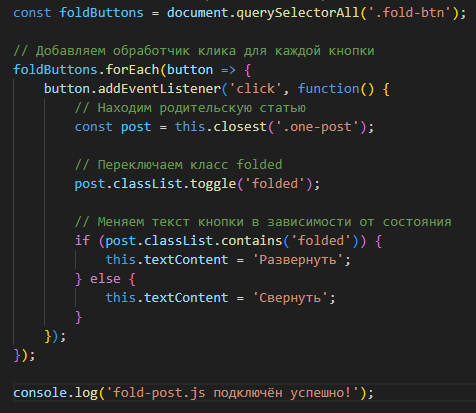 const foldButtons = document.querySelectorAll('.fold-btn');
// Добавляем обработчик клика для каждой кнопки
foldButtons.forEach(button => {
button.addEventListener('click', function() {
// Находим родительскую статью
const post = this.closest('.one-post');
// Переключаем класс folded
post.classList.toggle('folded');
// Меняем текст кнопки в зависимости от состояния
if (post.classList.contains('folded')) {
this.textContent = 'Развернуть';
} else {
this.textContent = 'Свернуть';
}
});
});
console.log('fold-post.js подключён успешно!');